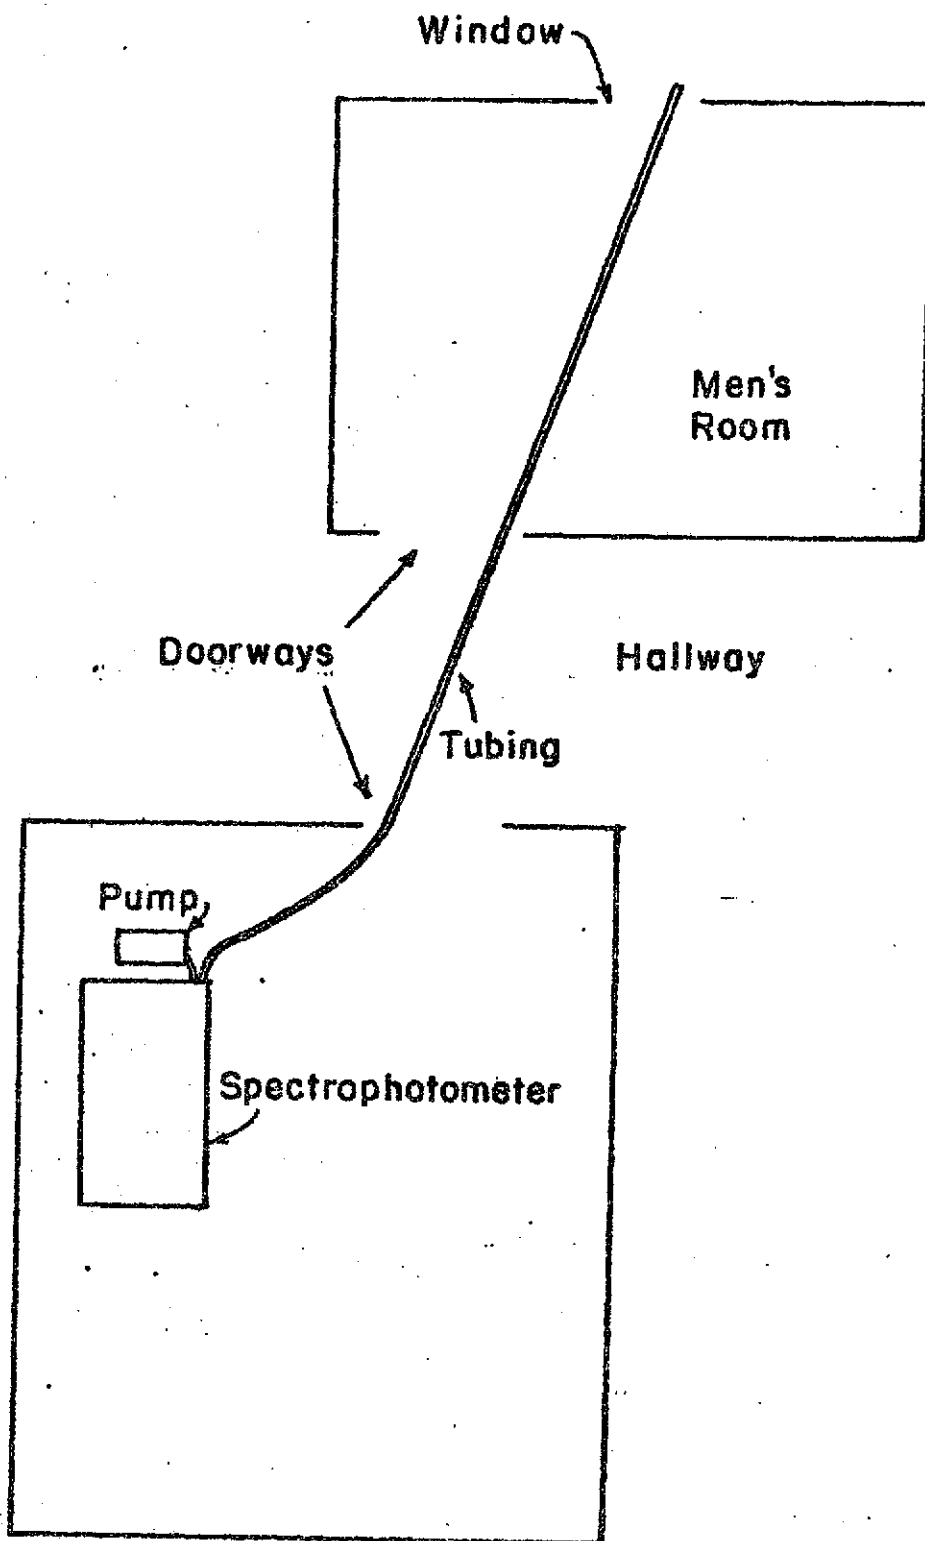 Window
Men's
Room
Doorways
Hallway
Tubing
Pump
Spectrophotometer